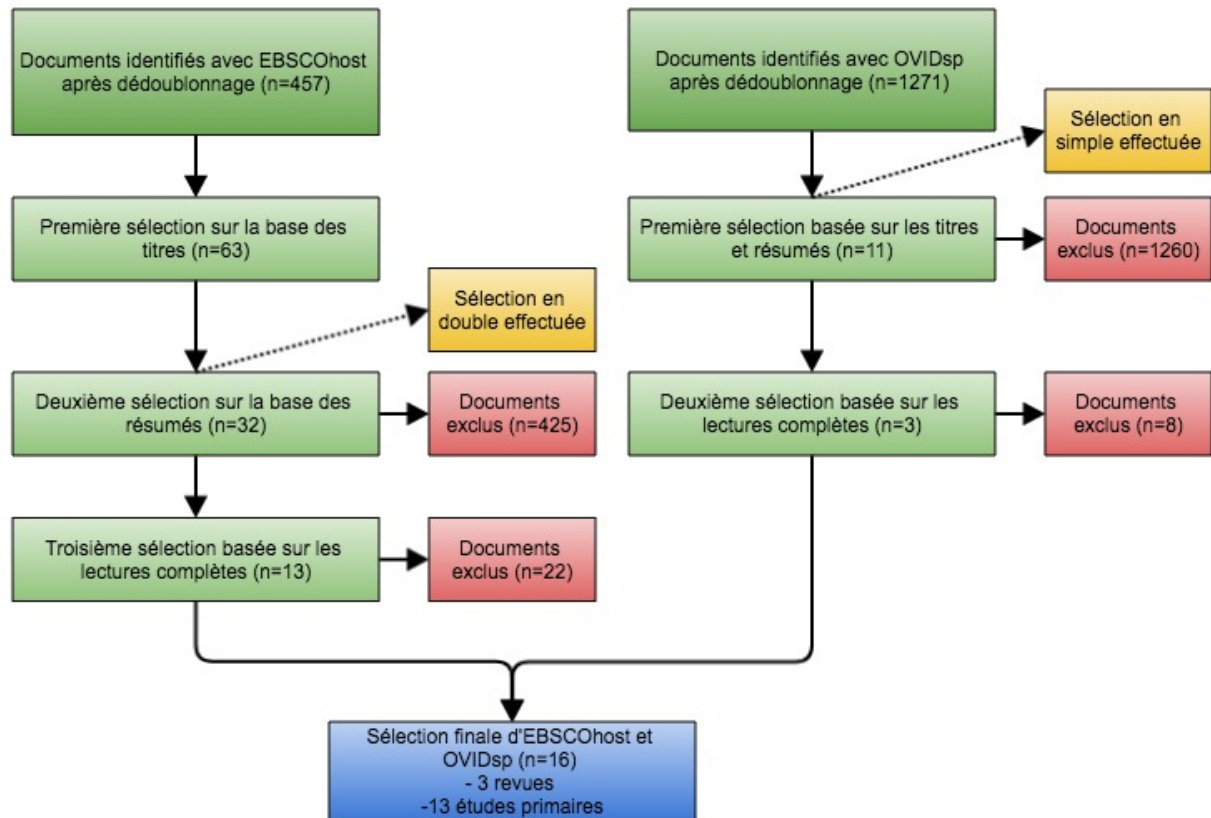 Documents identifiés avec EBSCOhost
après dédoublonnage (n=457)
Documents identifiés avec OVIDsp
après dédoublonnage (n=1271)
Sélection en
simple effectuée
Première sélection sur la base des
titres (n=63)
Première sélection basée sur les titres
et résumés (n=11)
Documents
exclus (n=1260)
Sélection en
double effectuée
Deuxième sélection sur la base des
résumés (n=32)
Documents
exclus (n=425)
Deuxième sélection basée sur les
lectures complètes (n=3)
Documents
exclus (n=8)
Troisième sélection basée sur les
lectures complètes (n=13)
Documents
exclus (n=22)
Sélection finale d'EBSCOhost et
OVIDsp (n=16)
- 3 revues
-13 études primaires